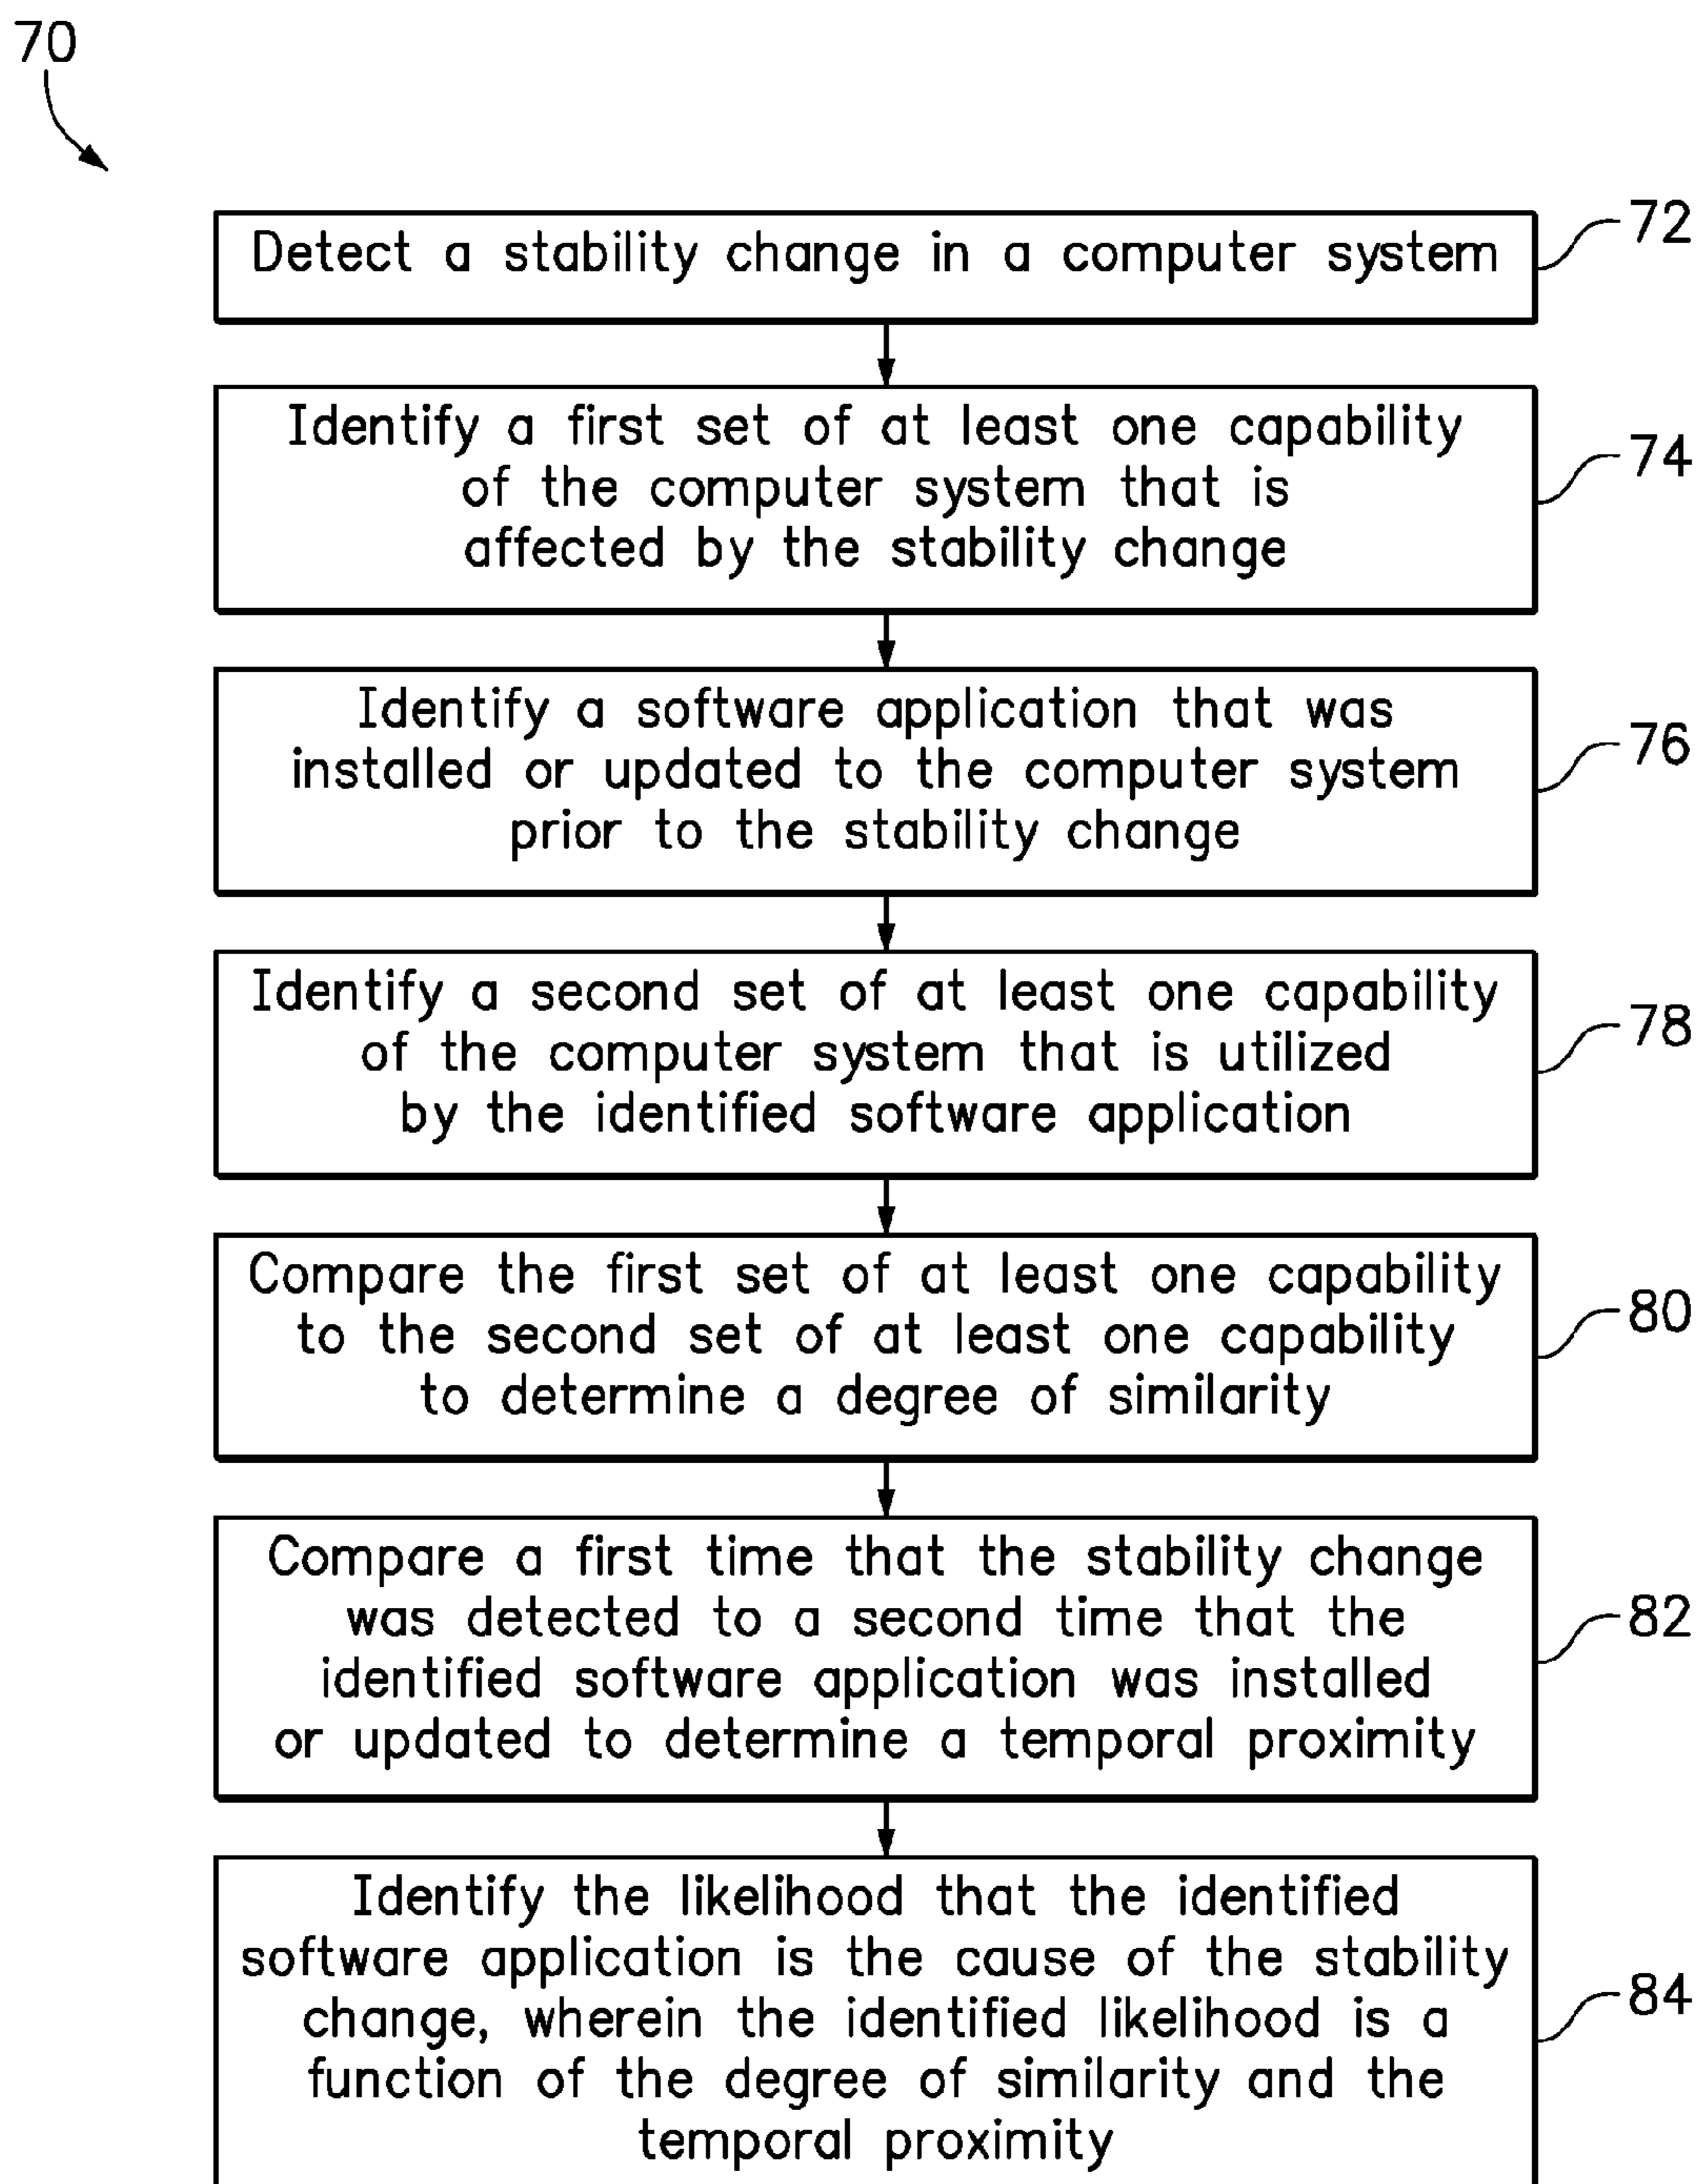 70
Detect a stability change in a computer system
72
Identify a first set of at least one capability
of the computer system that is
affected by the stability change
74
Identify a software application that was
installed or updated to the computer system
prior to the stability change
76
Identify a second set of at least one capability
of the computer system that is utilized
by the identified software application
78
Compare the first set of at least one capability
to the second set of at least one capability
to determine a degree of similarity
80
Compare a first time that the stability change
was detected to a second time that the
identified software application was installed
or updated to determine a temporal proximity
82
Identify the likelihood that the identified
software application is the cause of the stability
change, wherein the identified likelihood is a
function of the degree of similarity and the
temporal proximity
84